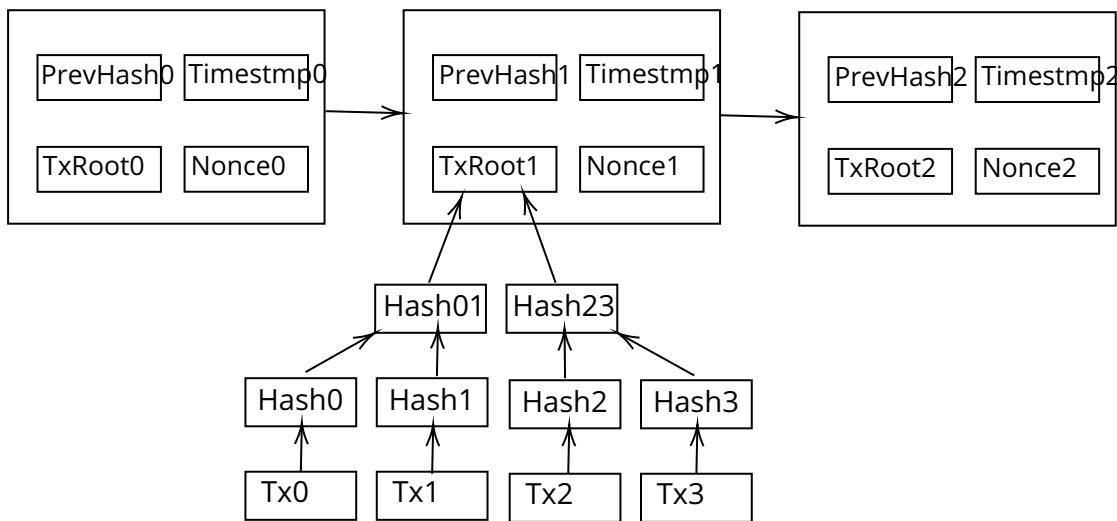 PrevHash0 Timestmp0
TxRoot0 Nonce0
PrevHash1 Timestmp1
TxRoot1 Nonce1
PrevHash2 Timestmp2
TxRoot2 Nonce2
Hash01 Hash23
Hash0 Hash1 Hash2 Hash3
Tx0 Tx1 Tx2 Tx3